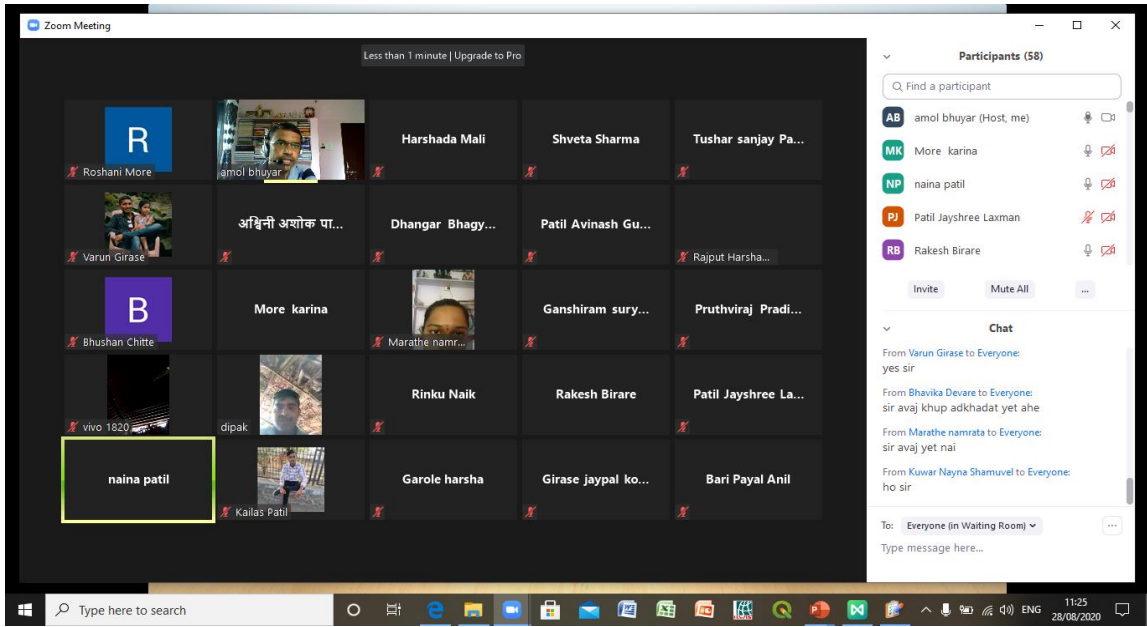 Zoom Meeting
Less than 1 minute | Upgrade to Pro
R
Roshani More
amol bhuyar
Harshada Mali
Shveta Sharma
Tushar sanjay Pa...
Varun Girase
अश्विनी अशोक पा...
Dhangar Bhagy...
Patil Avinash Gu...
Rajput Harsha...
B
Bhushan Chitte
More karina
Marathe namr...
Ganshiram sury...
Pruthviraj Pradi...
vivo 1820
dipak
Rinku Naik
Rakesh Birare
Patil Jayshree La...
naina patil
Kailas Patil
Garole harsha
Girase jaypal ko...
Bari Payal Anil
Participants (58)
Find a participant
AB amol bhuyar (Host, me)
MK More karina
NP naina patil
PJ Patil Jayshree Laxman
RB Rakesh Birare
Invite Mute All ...
Chat
From Varun Girase to Everyone:
yes sir
From Bhavika Devare to Everyone:
sir avaj khup adkhadat yet ahe
From Marathe namrata to Everyone:
sir avaj yet nai
From Kuwar Nayna Shamuvel to Everyone:
ho sir
To: Everyone (in Waiting Room)
Type message here...
Type here to search
ENG
11:25
28/08/2020